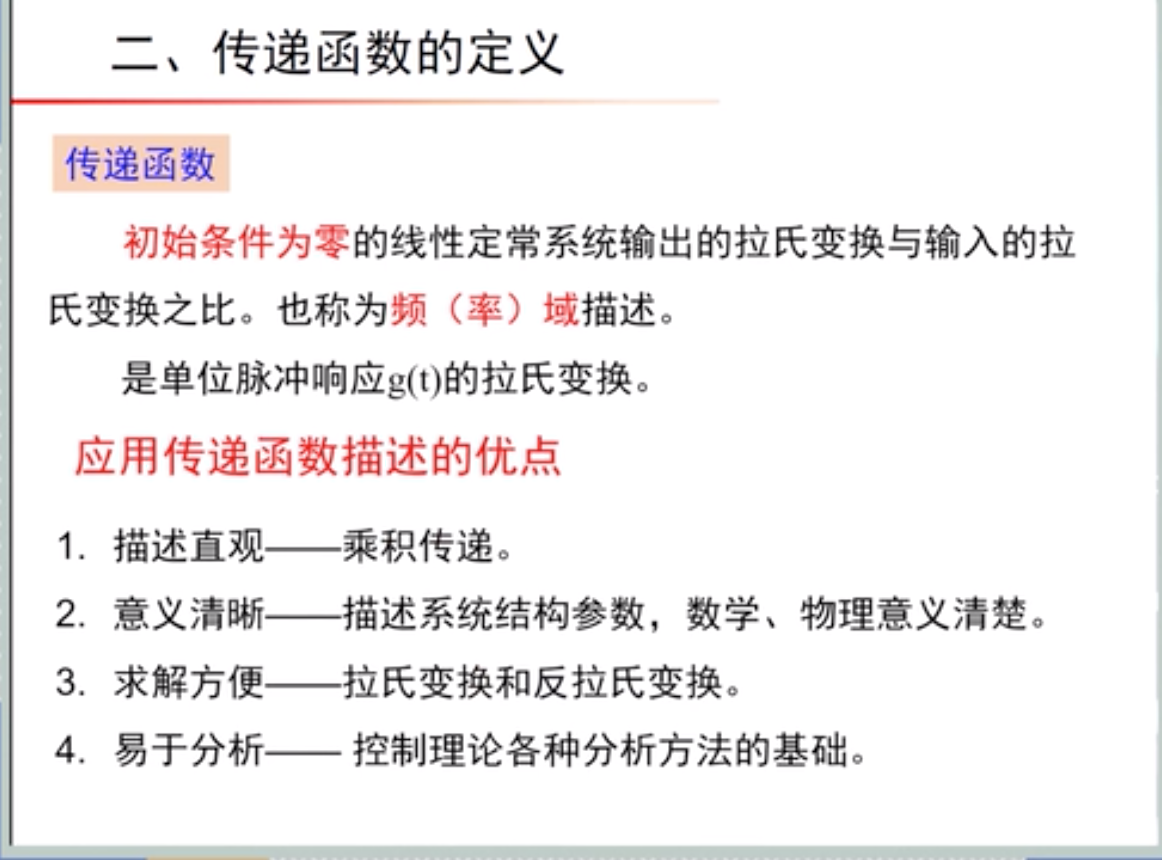 二、传递函数的定义
传递函数
初始条件为零的线性定常系统输出的拉氏变换与输入的拉
氏变换之比。也称为频（率）域描述。
是单位脉冲响应g(t)的拉氏变换。
应用传递函数描述的优点
1. 描述直观——乘积传递。
2. 意义清晰——描述系统结构参数，数学、物理意义清楚。
3. 求解方便——拉氏变换和反拉氏变换。
4. 易于分析—— 控制理论各种分析方法的基础。